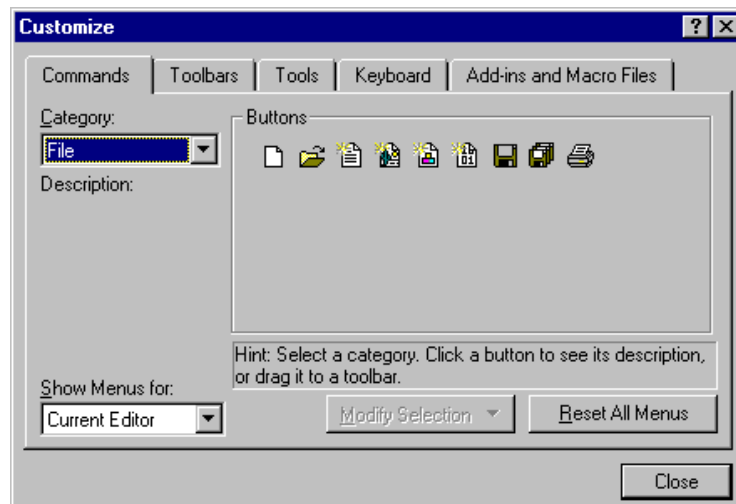 Customize
Commands
Toolbars
Tools
Keyboard
Add-ins and Macro Files
Category:
File
Description:
Buttons
Hint: Select a category. Click a button to see its description,
or drag it to a toolbar.
Show Menus for:
Current Editor
Modify Selection
Reset All Menus
Close